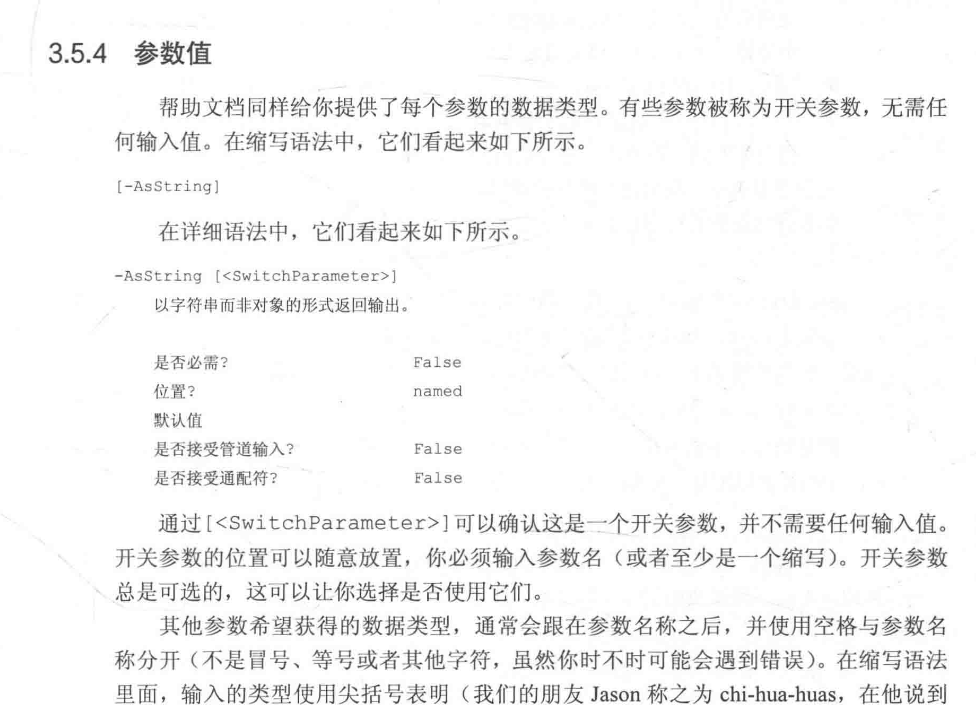 3.5.4 参数值
帮助文档同样给你提供了每个参数的数据类型。有些参数被称为开关参数，无需任
何输入值。在缩写语法中，它们看起来如下所示。
[-AsString]
在详细语法中，它们看起来如下所示。
-AsString [<SwitchParameter>]
以字符串而非对象的形式返回输出。
是否必需? False
位置? named
默认值
是否接受管道输入? False
是否接受通配符? False
通过[<SwitchParameter>]可以确认这是一个开关参数，并不需要任何输入值。
开关参数的位置可以随意放置，你必须输入参数名（或者至少是一个缩写）。开关参数
总是可选的，这可以让你选择是否使用它们。
其他参数希望获得的数据类型，通常会跟在参数名称之后，并使用空格与参数名
称分开（不是冒号、等号或者其他字符，虽然你时不时可能会遇到错误）。在缩写语法
里面，输入的类型使用尖括号表明（我们的朋友 Jason 称之为 chi-hua-huas，在他说到